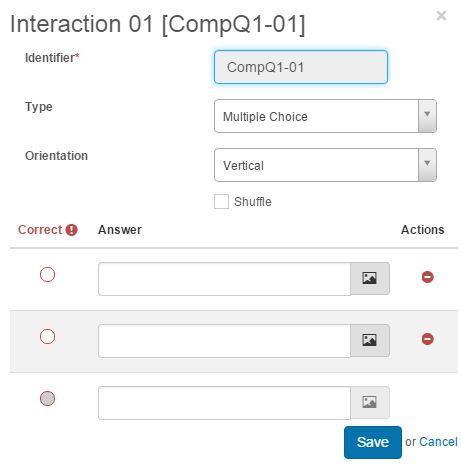 Interaction 01 [CompQ1-01]
Identifier*
CompQ1-01
Type
Multiple Choice
Orientation
Vertical
Shuffle
Correct Answer Actions
Save or Cancel